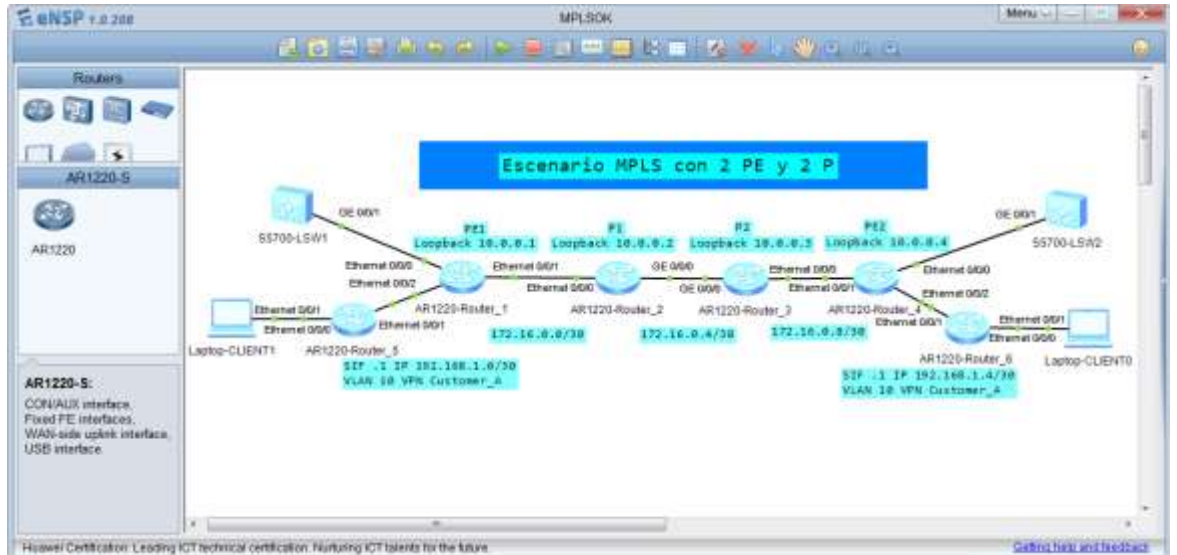 eNSP 1.0.208
MPLSOK
Menu
Routers
AR1220-S
AR1220
AR1220-S:
CON/AUX interface,
Fixed FE interfaces,
WAN-side uplink interface,
USB interface.
Escenario MPLS con 2 PE y 2 P
GE 0/0/1
S5700-LSW1
GE 0/0/1
S5700-LSW2
PE1
Loopback 10.0.0.1
P1
Loopback 10.0.0.2
P2
Loopback 10.0.0.3
PE2
Loopback 10.0.0.4
Ethernet 0/0/0
Ethernet 0/0/2
Ethernet 0/0/1
Ethernet 0/0/0
GE 0/0/0
GE 0/0/0
Ethernet 0/0/0
Ethernet 0/0/1
Ethernet 0/0/0
Ethernet 0/0/2
AR1220-Router_1
AR1220-Router_2
AR1220-Router_3
AR1220-Router_4
Ethernet 0/0/1
Ethernet 0/0/0
Ethernet 0/0/1
Ethernet 0/0/1
Ethernet 0/0/1
Ethernet 0/0/0
172.16.0.0/30
172.16.0.4/30
172.16.0.8/30
Laptop-CLIENT1
AR1220-Router_5
AR1220-Router_6
Laptop-CLIENT0
SIF .1 IP 192.168.1.0/30
VLAN 10 VPN Customer_A
SIF .1 IP 192.168.1.4/30
VLAN 10 VPN Customer_A
Huawei Certification: Leading ICT technical certification. Nurturing ICT talents for the future.
Getting help and feedback